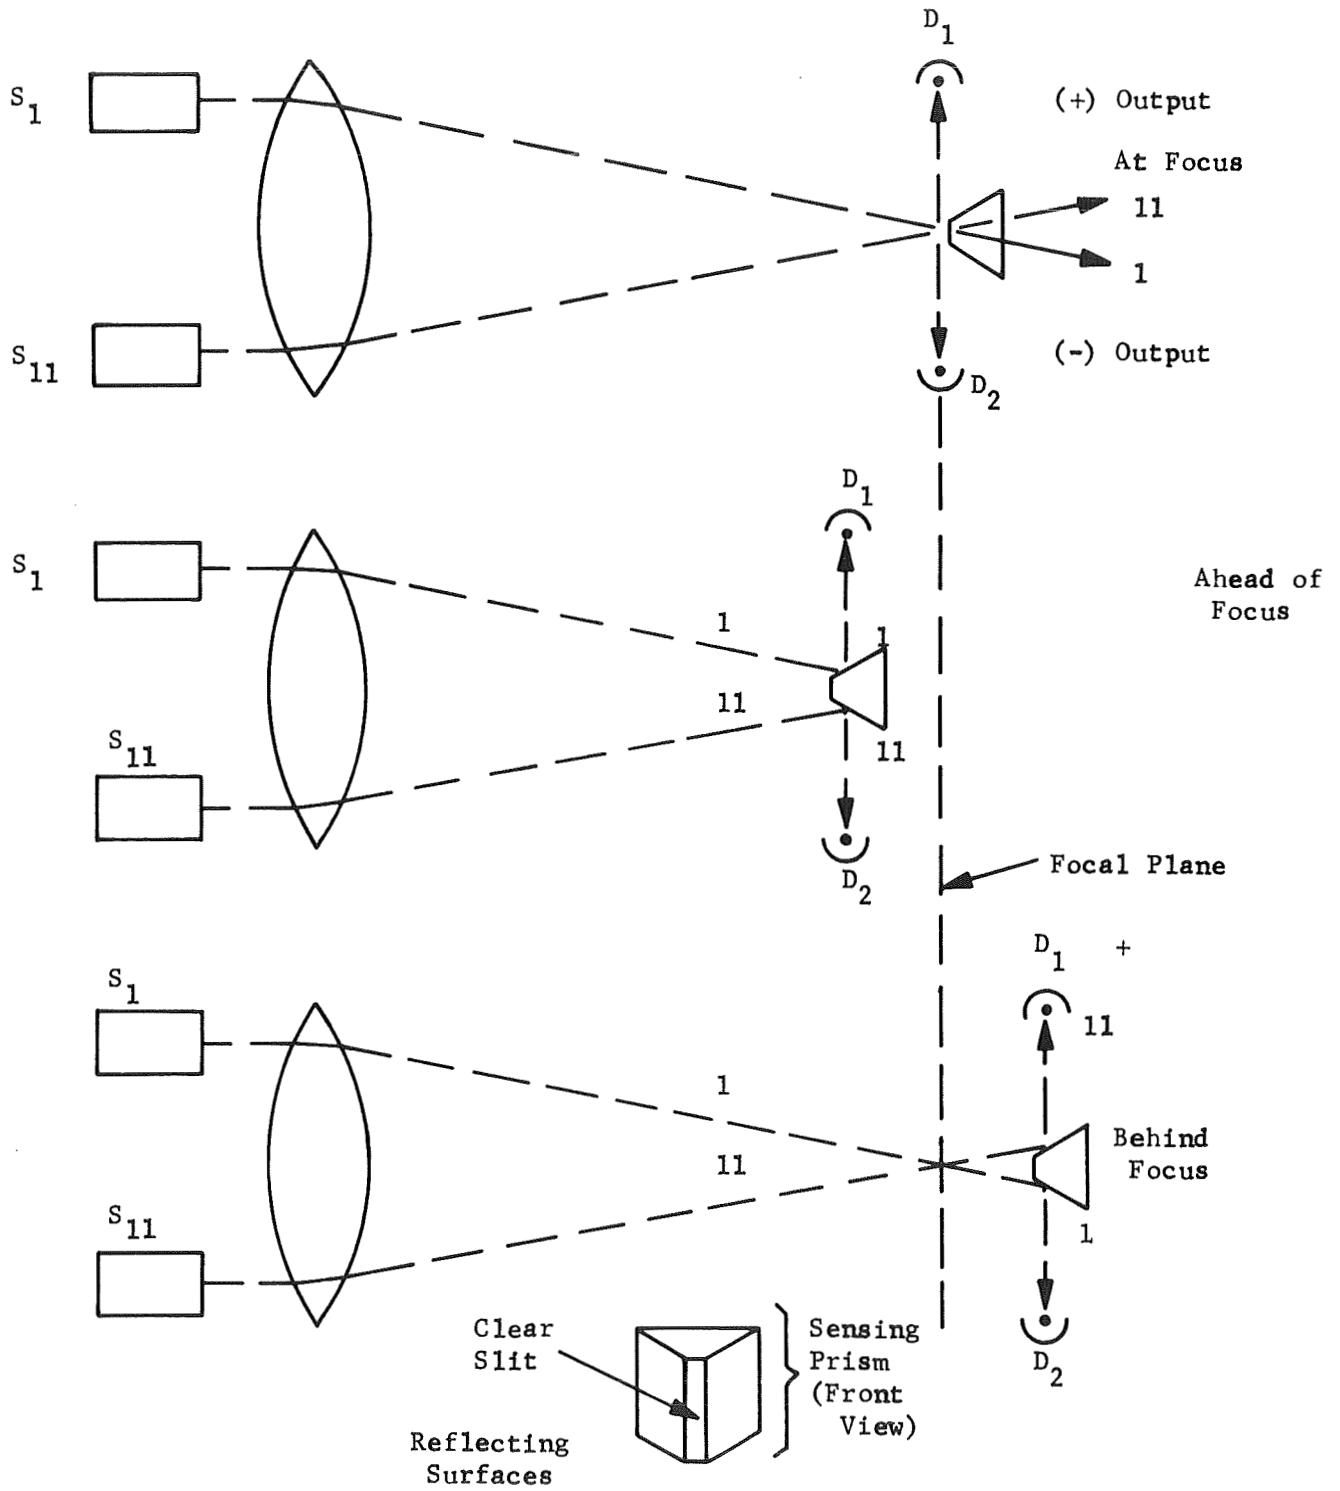 D1
S1
(+) Output
At Focus
11
1
S11
(-) Output
D2
D1
S1
Ahead of
Focus
1
1
11
S11
11
D2
Focal Plane
D1 +
S1
11
1
Behind
Focus
11
S11
1
Clear
Slit
Sensing
Prism
(Front
View)
D2
Reflecting
Surfaces